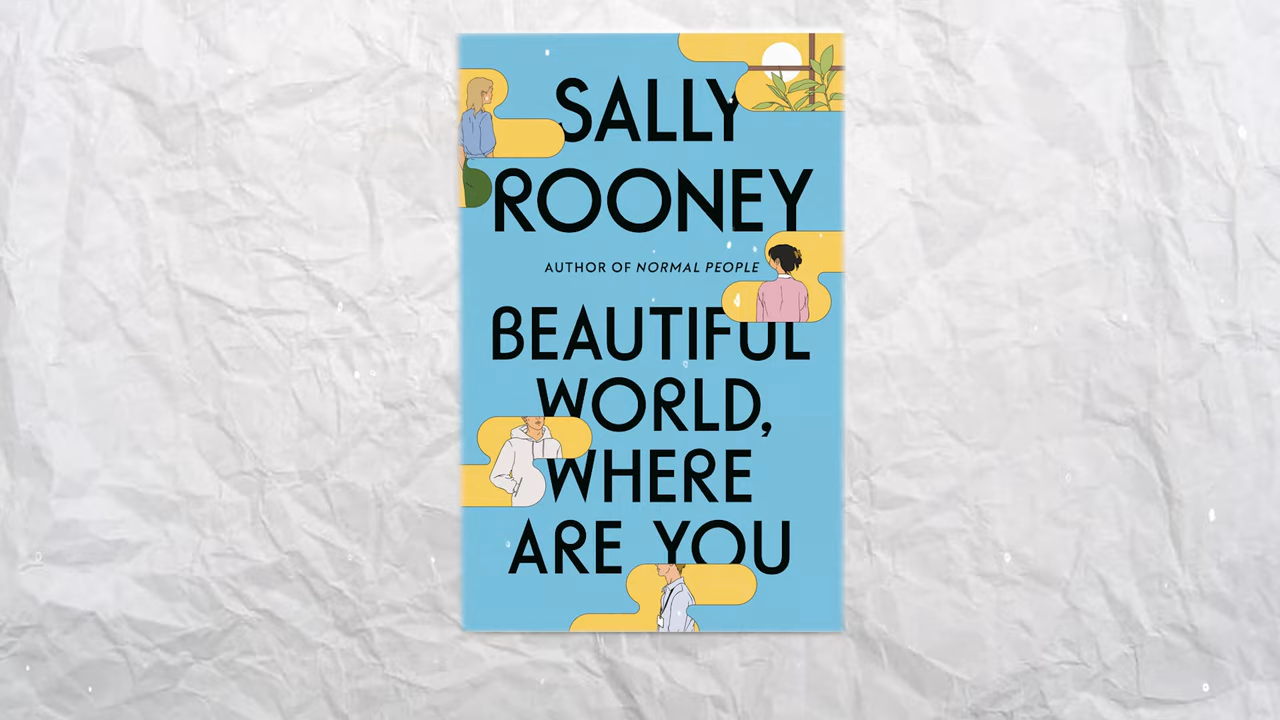 SALLY
ROONEY
AUTHOR OF NORMAL PEOPLE
BEAUTIFUL
WORLD,
WHERE
ARE YOU